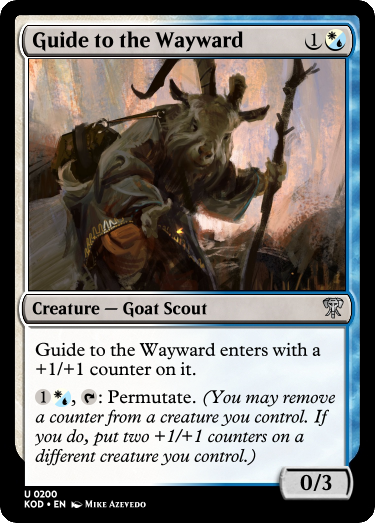 Guide to the Wayward 1
Creature — Goat Scout
Guide to the Wayward enters with a
+1/+1 counter on it.
1 , : Permutate. (You may remove
a counter from a creature you control. If
you do, put two +1/+1 counters on a
different creature you control.)
0/3
U 0200
KOD • EN Mike Azevedo